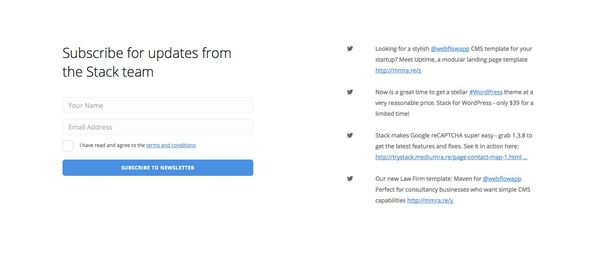 Subscribe for updates from
the Stack team
Your Name
Email Address
I have read and agree to the terms and conditions
SUBSCRIBE TO NEWSLETTER
Looking for a stylish @webflowapp CMS template for your
startup? Meet Uptime, a modular landing page template
http://mmra.re/z
Now is a great time to get a stellar #WordPress theme at a
very reasonable price. Stack for WordPress - only $39 for a
limited time!
Stack makes Google reCAPTCHA super easy - grab 1.3.8 to
get the latest features and fixes. See it in action here:
http://trystack.mediumra.re/page-contact-map-1.html ...
Our new Law Firm template: Maven for @webflowapp
Perfect for consultancy businesses who want simple CMS
capabilities http://mmra.re/y